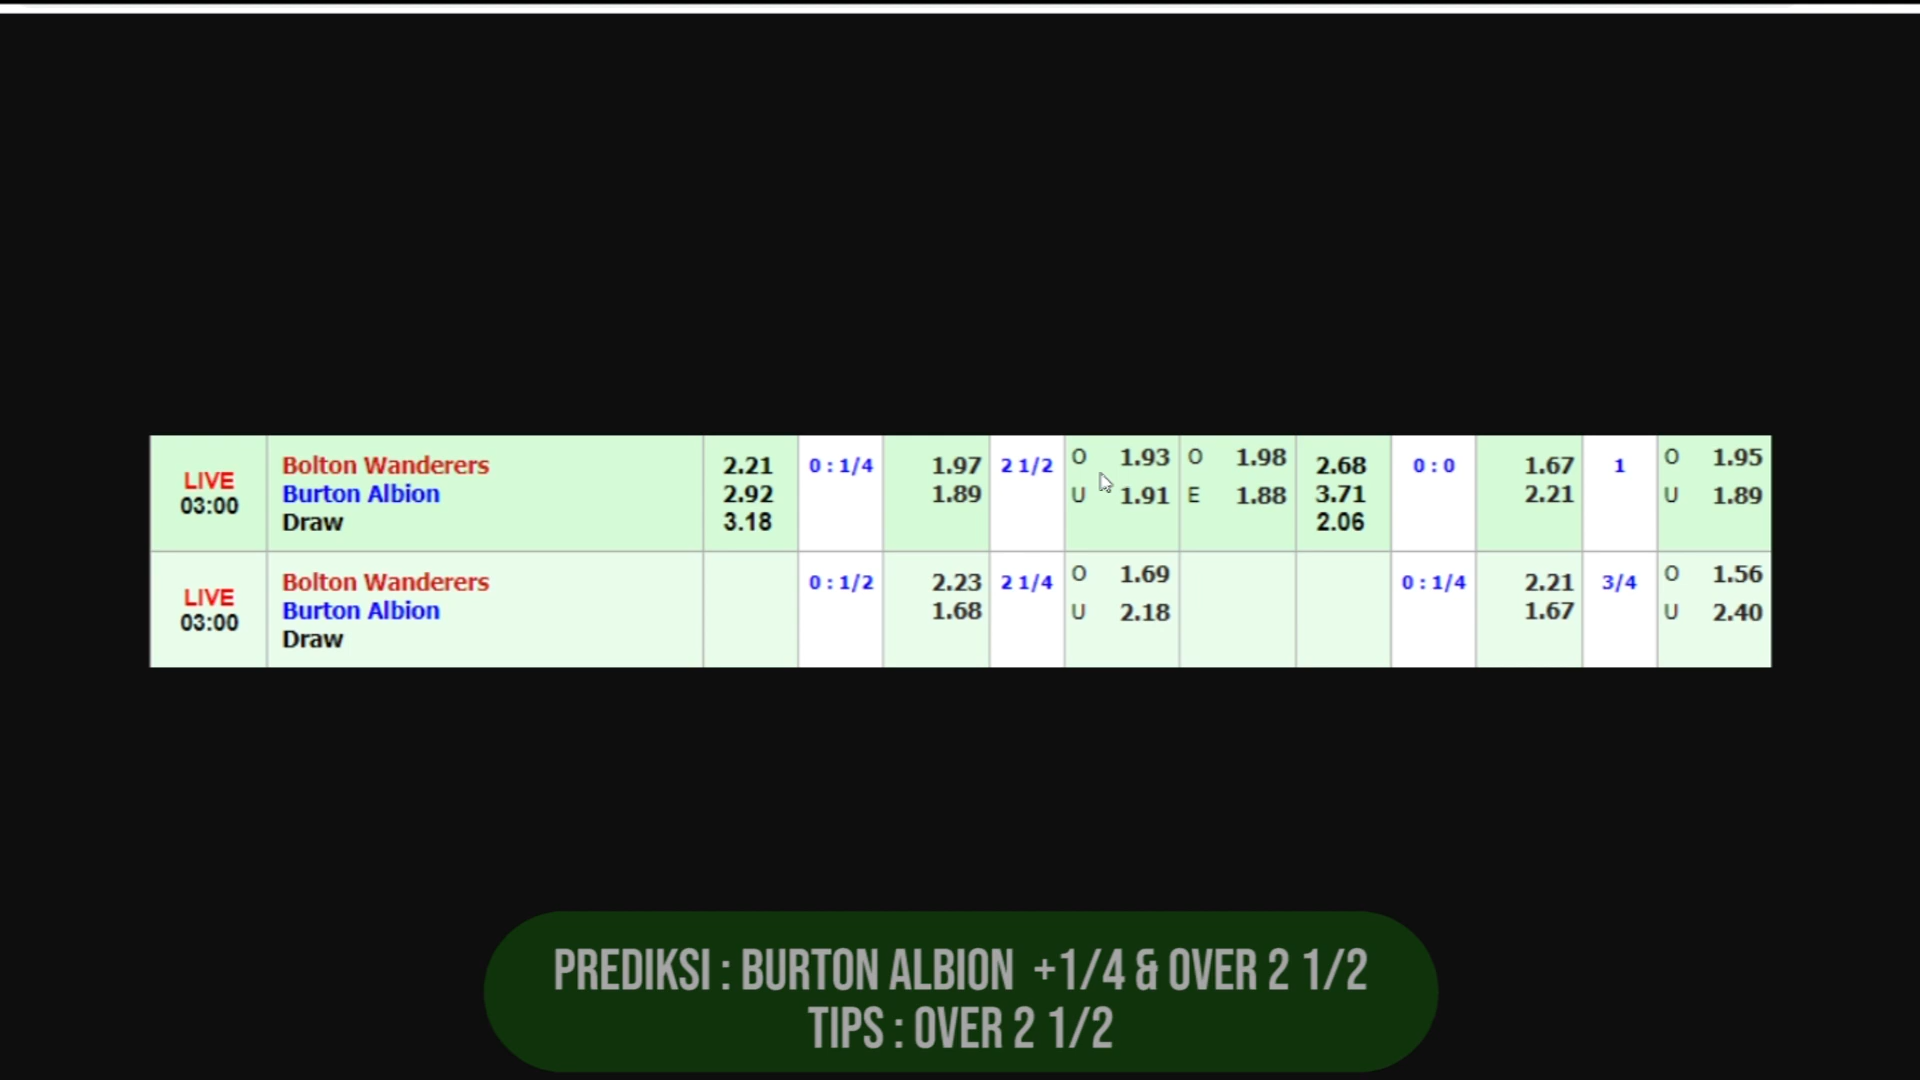 LIVE
03:00
Bolton Wanderers
Burton Albion
Draw
2.21
2.92
3.18
0 : 1/4
1.97
1.89
2 1/2
O 1.93
U 1.91
O 1.98
E 1.88
2.68
3.71
2.06
0 : 0
1.67
2.21
1
O 1.95
U 1.89
LIVE
03:00
Bolton Wanderers
Burton Albion
Draw
0 : 1/2
2.23
1.68
2 1/4
O 1.69
U 2.18
0 : 1/4
2.21
1.67
3/4
O 1.56
U 2.40
PREDIKSI : BURTON ALBION +1/4 & OVER 2 1/2
TIPS : OVER 2 1/2